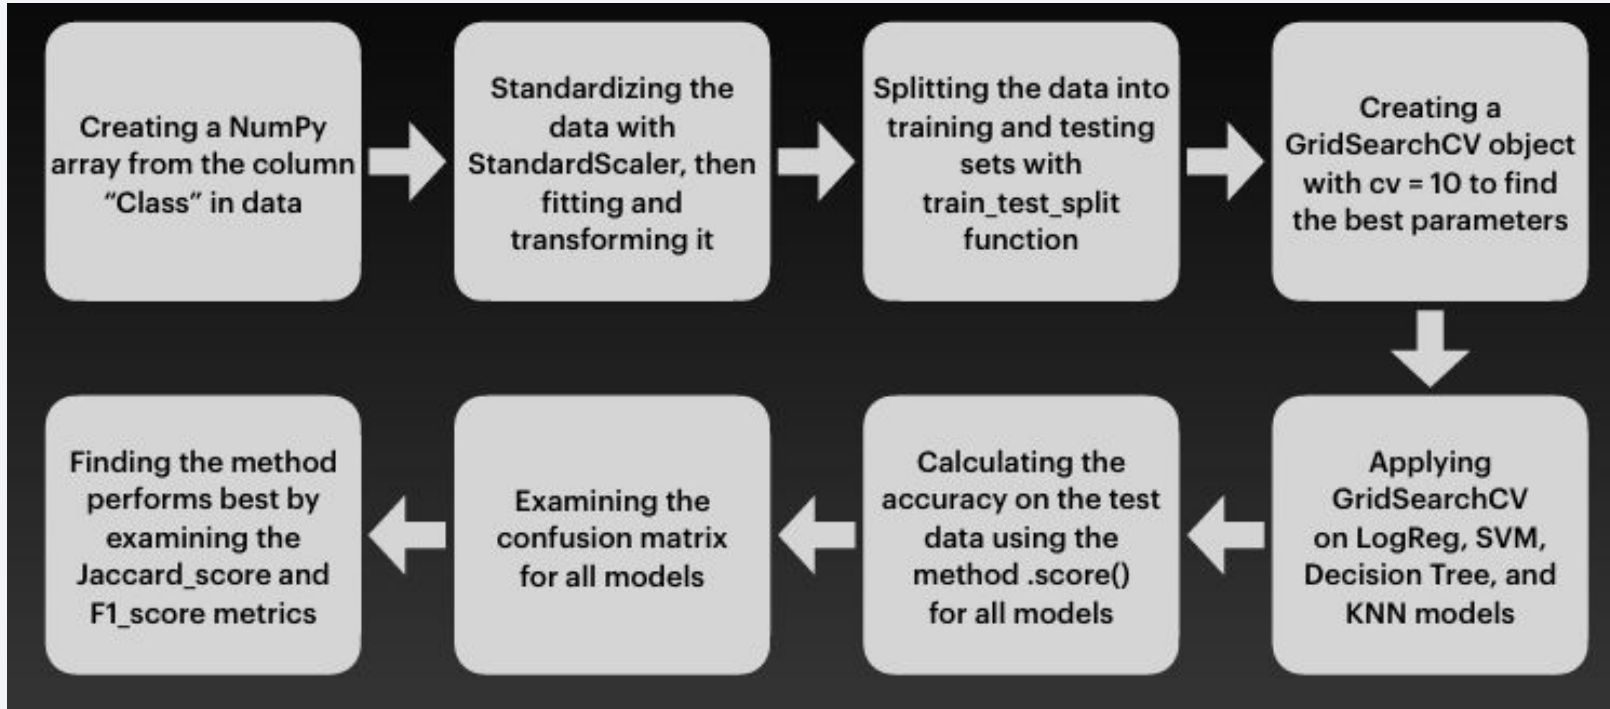 Creating a NumPy
array from the column
“Class” in data
Standardizing the
data with
StandardScaler, then
fitting and
transforming it
Splitting the data into
training and testing
sets with
train_test_split
function
Creating a
GridSearchCV object
with cv = 10 to find
the best parameters
Applying
GridSearchCV
on LogReg, SVM,
Decision Tree, and
KNN models
Calculating the
accuracy on the test
data using the
method .score()
for all models
Examining the
confusion matrix
for all models
Finding the method
performs best by
examining the
Jaccard_score and
F1_score metrics